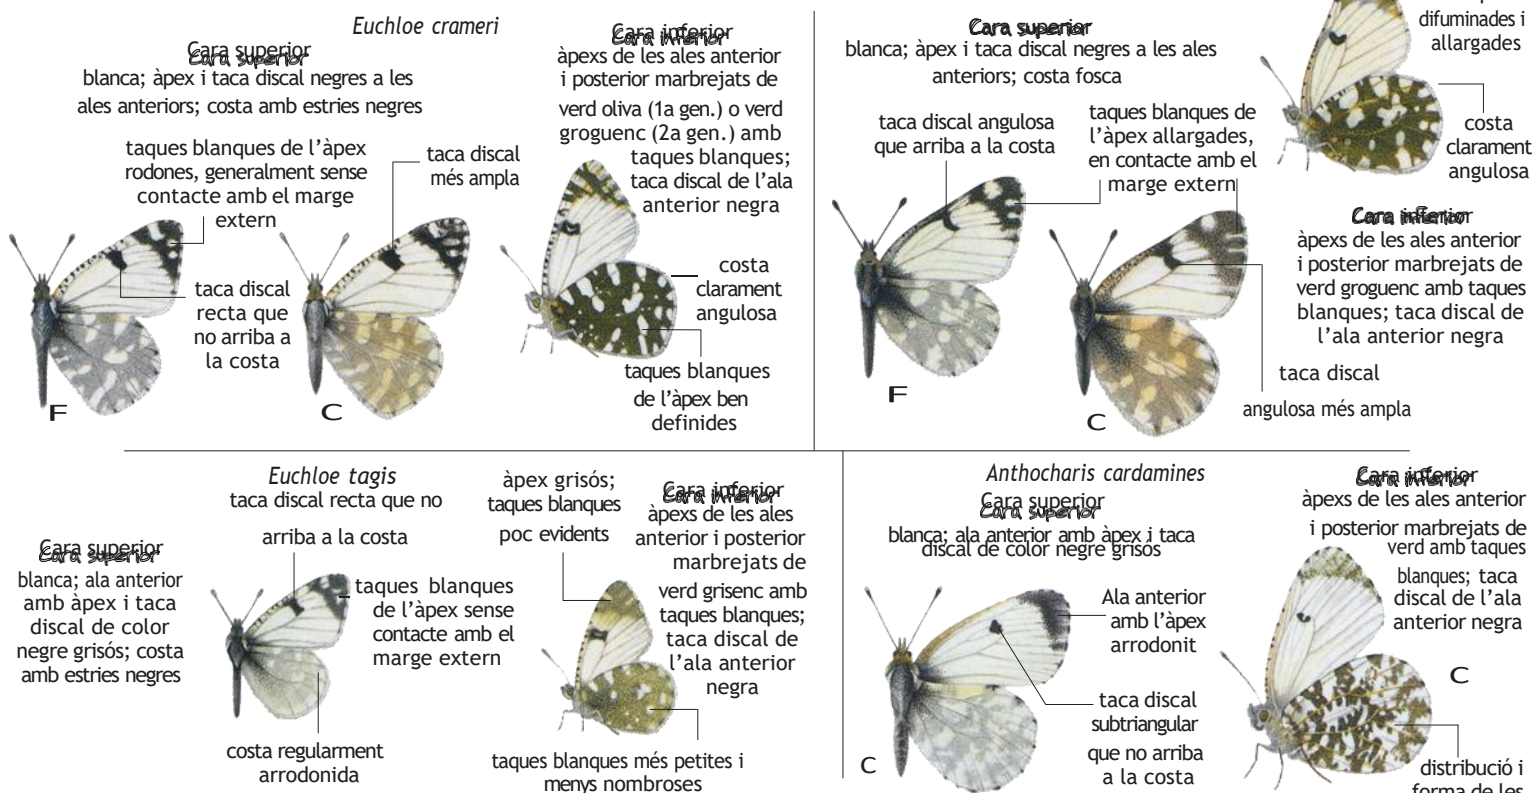 Euchloe crameri
Cara superior
blanca; àpex i taca discal negres a les
ales anteriors; costa amb estries negres
taques blanques de l'àpex
rodones, generalment sense
contacte amb el marge
extern
taca discal
més ampla
taca discal
recta que
no arriba a
la costa
F
C
Cara inferior
àpexs de les ales anterior
i posterior marbrejats de
verd oliva (1a gen.) o verd
groguenc (2a gen.) amb
taques blanques;
taca discal de l'ala
anterior negra
costa
clarament
angulosa
taques blanques
de l'àpex ben
definides
Cara superior
blanca; àpex i taca discal negres a les ales
anteriors; costa fosca
taca discal angulosa
que arriba a la costa
taques blanques de
l'àpex allargades,
en contacte amb el
marge extern
F
C
difuminades i
allargades
costa
clarament
angulosa
Cara inferior
àpexs de les ales anterior
i posterior marbrejats de
verd groguenc amb taques
blanques; taca discal de
l'ala anterior negra
taca discal
angulosa més ampla
Euchloe tagis
taca discal recta que no
arriba a la costa
Cara superior
blanca; ala anterior
amb àpex i taca
discal de color
negre grisós; costa
amb estries negres
taques blanques
de l'àpex sense
contacte amb el
marge extern
costa regularment
arrodonida
àpex grisós;
taques blanques
poc evidents
Cara inferior
àpexs de les ales
anterior i posterior
marbrejats de
verd grisenc amb
taques blanques;
taca discal de
l'ala anterior
negra
taques blanques més petites i
menys nombroses
Anthocharis cardamines
Cara superior
blanca; ala anterior amb àpex i taca
discal de color negre grisós
Ala anterior
amb l'àpex
arrodonit
taca discal
subtriangular
que no arriba
a la costa
C
Cara inferior
àpexs de les ales anterior
i posterior marbrejats de
verd amb taques
blanques; taca
discal de l'ala
anterior negra
C
distribució i
forma de les